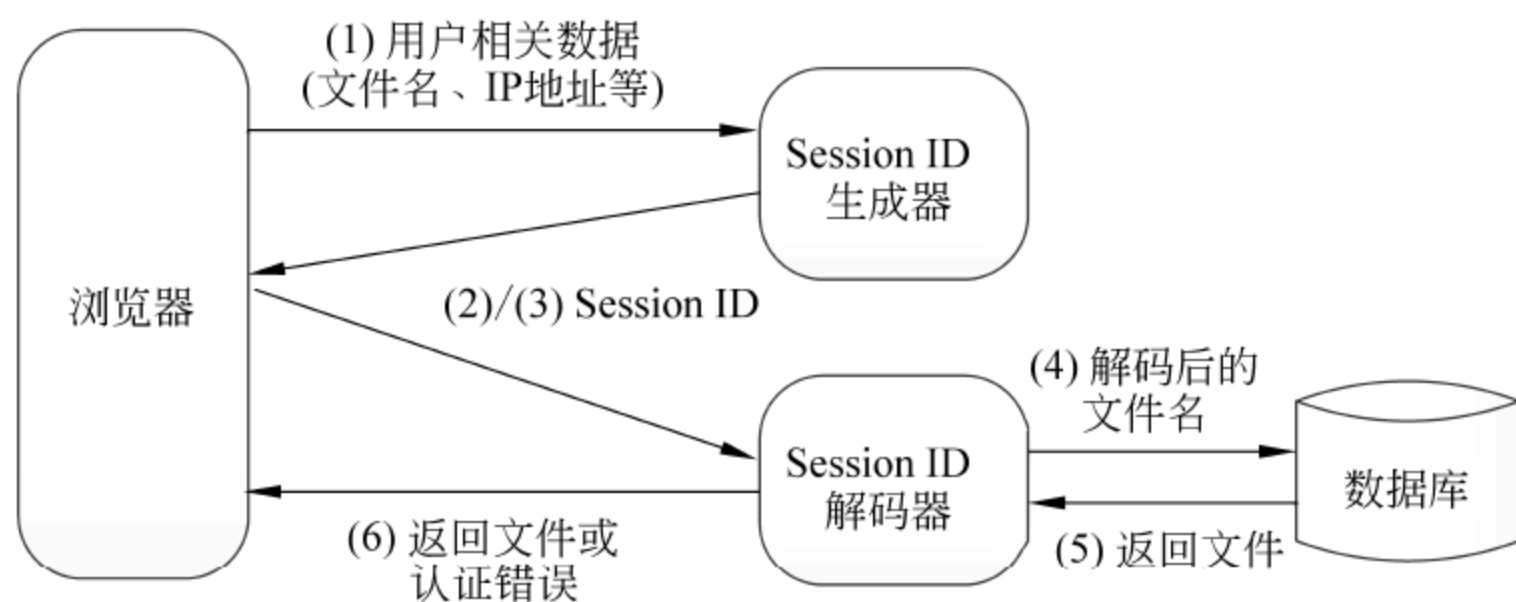 (1) 用户相关数据
(文件名、IP地址等)
Session ID
生成器
浏览器
(2)/(3) Session ID
(4) 解码后的
文件名
Session ID
解码器
数据库
(5) 返回文件
(6) 返回文件或
认证错误